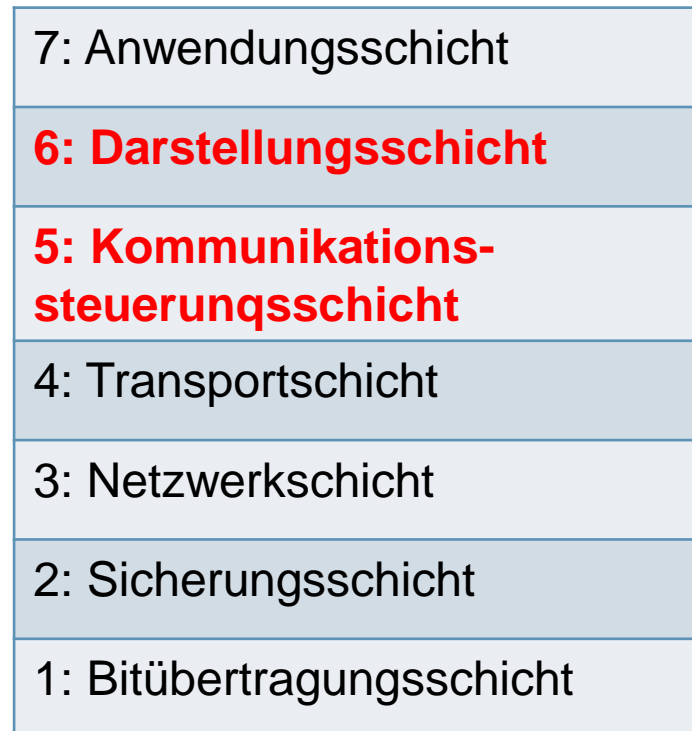 7: Anwendungsschicht
6: Darstellungsschicht
5: Kommunikations-
steuerunqsschicht
4: Transportschicht
3: Netzwerkschicht
2: Sicherungsschicht
1: Bitübertragungsschicht